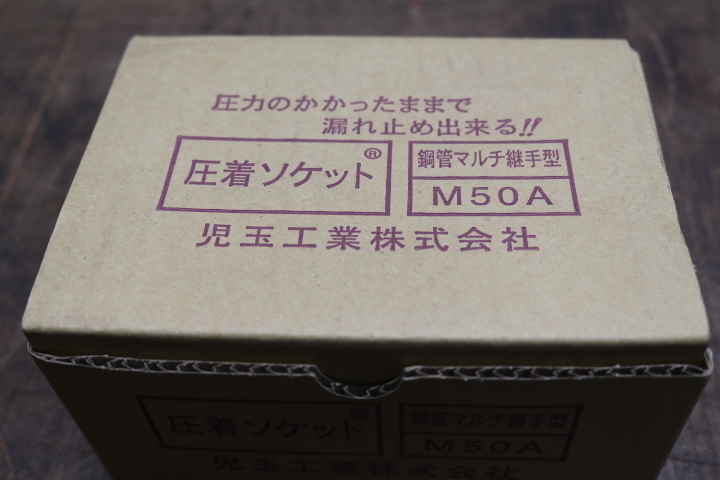 圧力のかかったままで
漏れ止め出来る!!
圧着ソケット®
鋼管マルチ継手型
M50A
児玉工業株式会社
圧着ソケット®
鋼管マルチ継手型
M50A
児玉工業株式会社